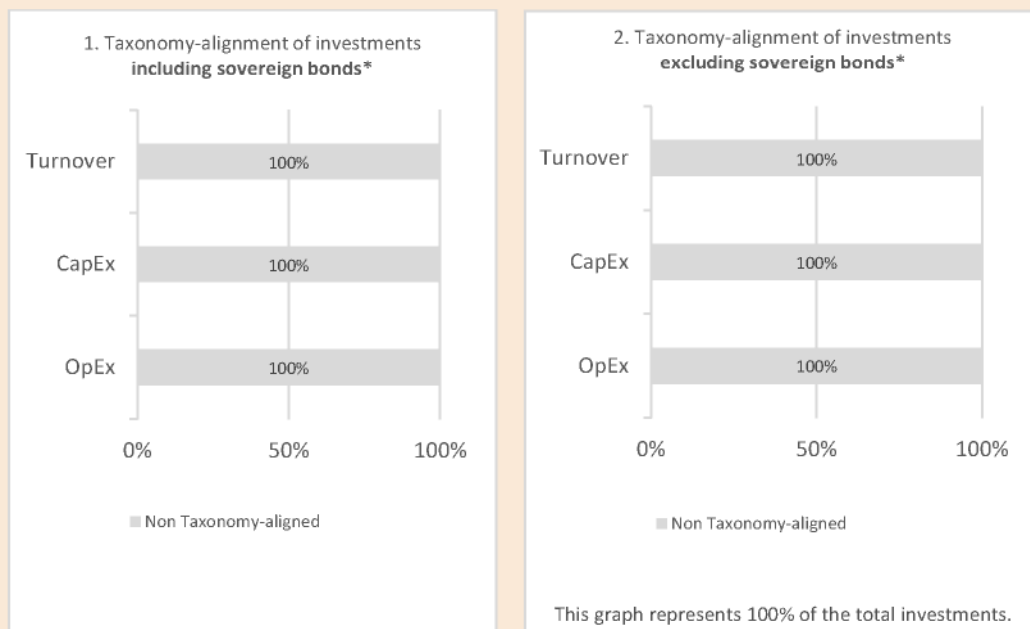 1. Taxonomy-alignment of investments
including sovereign bonds*
Turnover
100%
CapEx
100%
OpEx
100%
0%
50%
100%
Non Taxonomy-aligned
2. Taxonomy-alignment of investments
excluding sovereign bonds*
Turnover
100%
CapEx
100%
OpEx
100%
0%
50%
100%
Non Taxonomy-aligned
This graph represents 100% of the total investments.